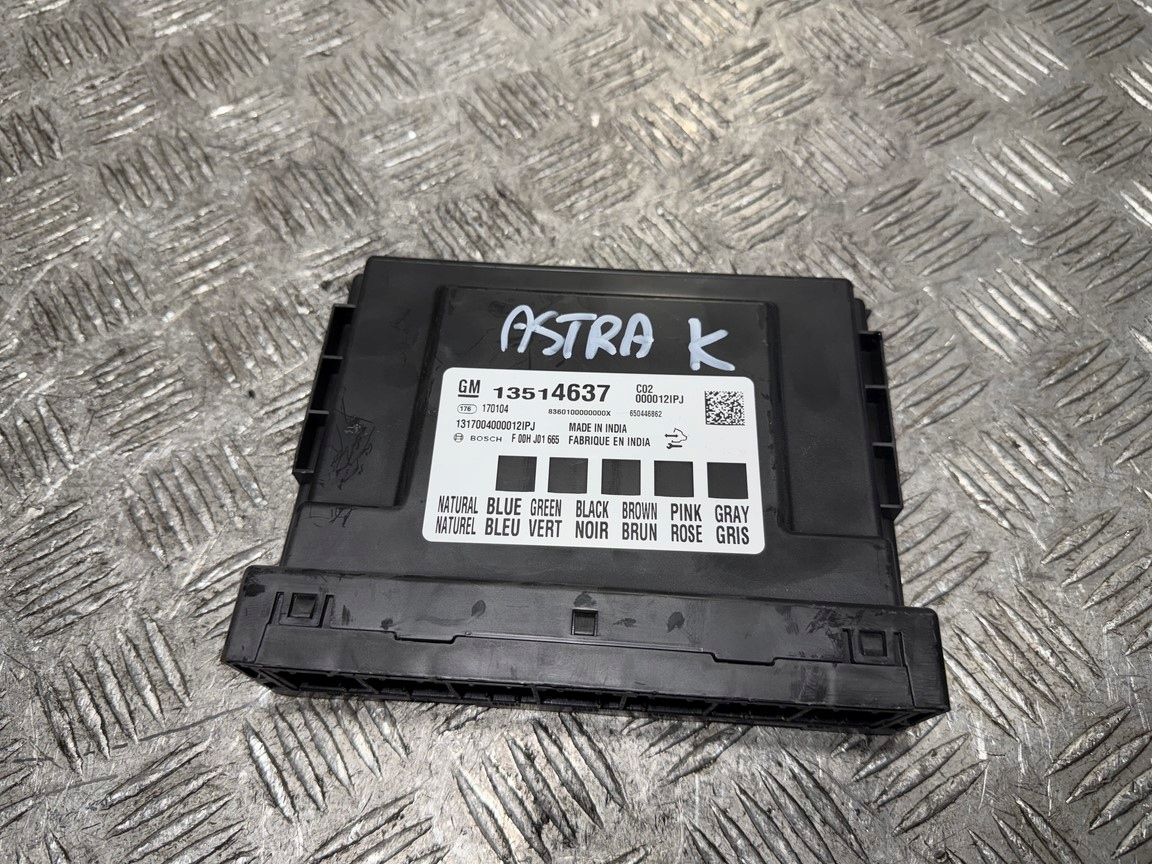 ASTRA K
GM 13514637 C02
000012IPJ
176 170104 8360100000000X 650446862
1317004000012IPJ MADE IN INDIA
BOSCH F 00H J01 665 FABRIQUE EN INDIA
NATURAL BLUE GREEN BLACK BROWN PINK GRAY
NATUREL BLEU VERT NOIR BRUN ROSE GRIS